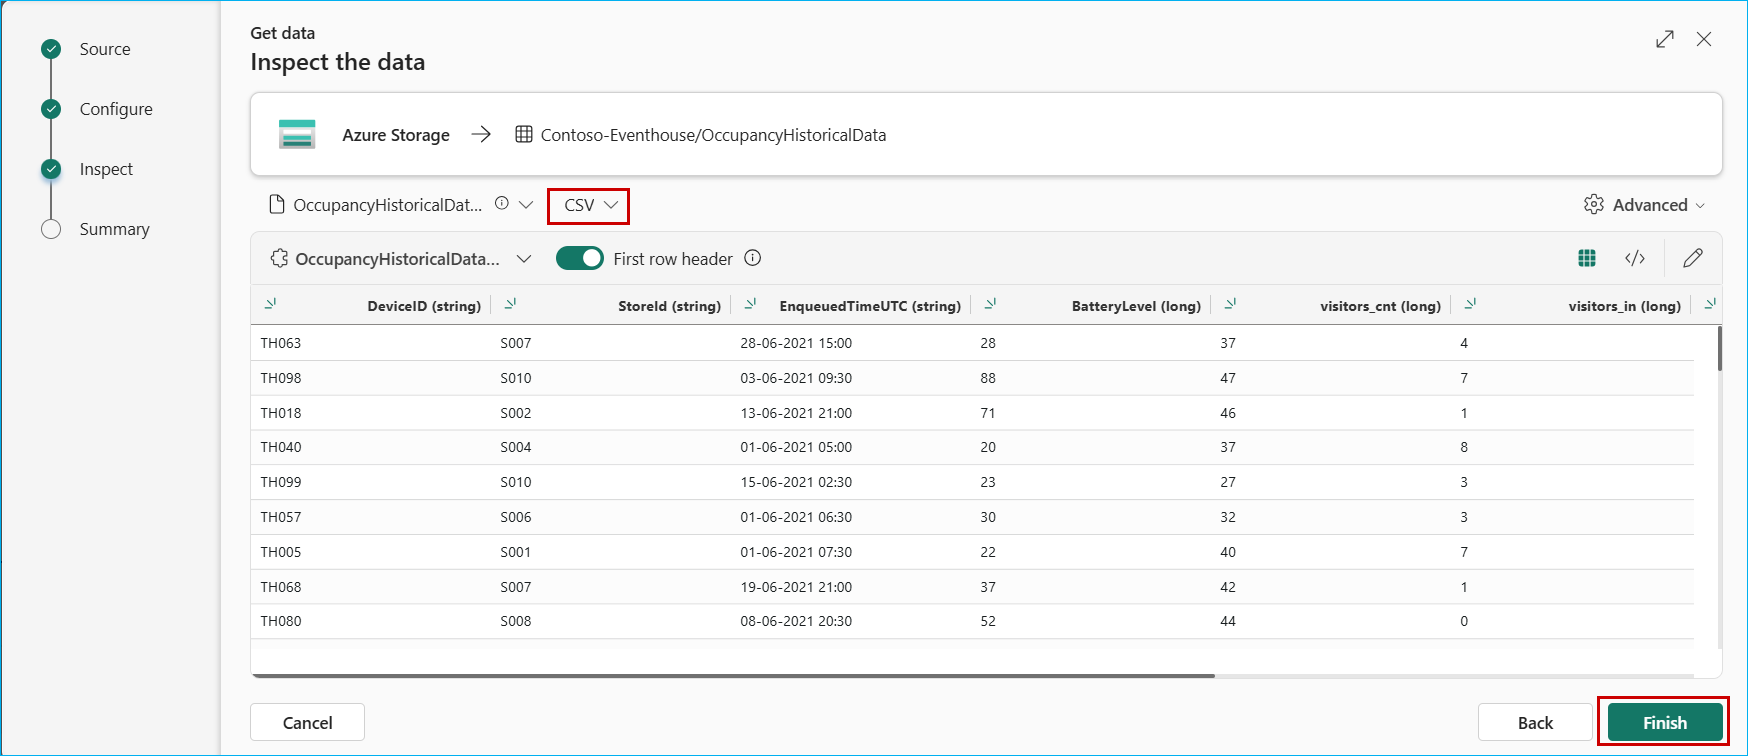 Source
Configure
Inspect
Summary
Get data
Inspect the data
Azure Storage → Contoso-Eventhouse/OccupancyHistoricalData
OccupancyHistoricalDat... CSV Advanced
OccupancyHistoricalData... First row header
DeviceID (string) StoreId (string) EnqueuedTimeUTC (string) BatteryLevel (long) visitors_cnt (long) visitors_in (long)
TH063 S007 28-06-2021 15:00 28 37 4
TH098 S010 03-06-2021 09:30 88 47 7
TH018 S002 13-06-2021 21:00 71 46 1
TH040 S004 01-06-2021 05:00 20 37 8
TH099 S010 15-06-2021 02:30 23 27 3
TH057 S006 01-06-2021 06:30 30 32 3
TH005 S001 01-06-2021 07:30 22 40 7
TH068 S007 19-06-2021 21:00 37 42 1
TH080 S008 08-06-2021 20:30 52 44 0
Cancel Back Finish